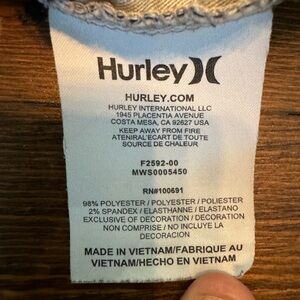 Hurley
HURLEY.COM
HURLEY INTERNATIONAL LLC
1945 PLACENTIA AVENUE
COSTA MESA, CA 92627 USA
KEEP AWAY FROM FIRE
ATENIRAL'ECART DE TOUTE
SOURCE DE CHALEUR
F2592-00
MWS0005450
RN#100691
98% POLYESTER / POLYESTER / POLIESTER
2% SPANDEX / ELASTHANNE / ELASTANO
EXCLUSIVE OF DECORATION / DECORATION
NON COMPRISE / NO INCLUYE LA
DECORACION
MADE IN VIETNAM/FABRIQUE AU
VIETNAM/HECHO EN VIETNAM